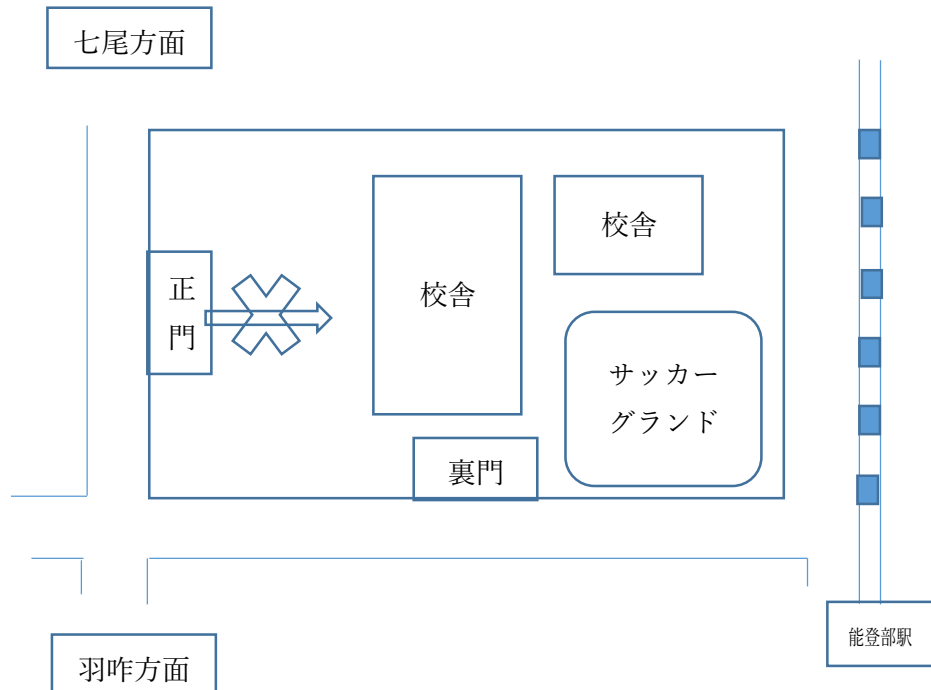 七尾方面
校舎
正
門
校舎
サッカー
グランド
裏門
能登部駅
羽咋方面